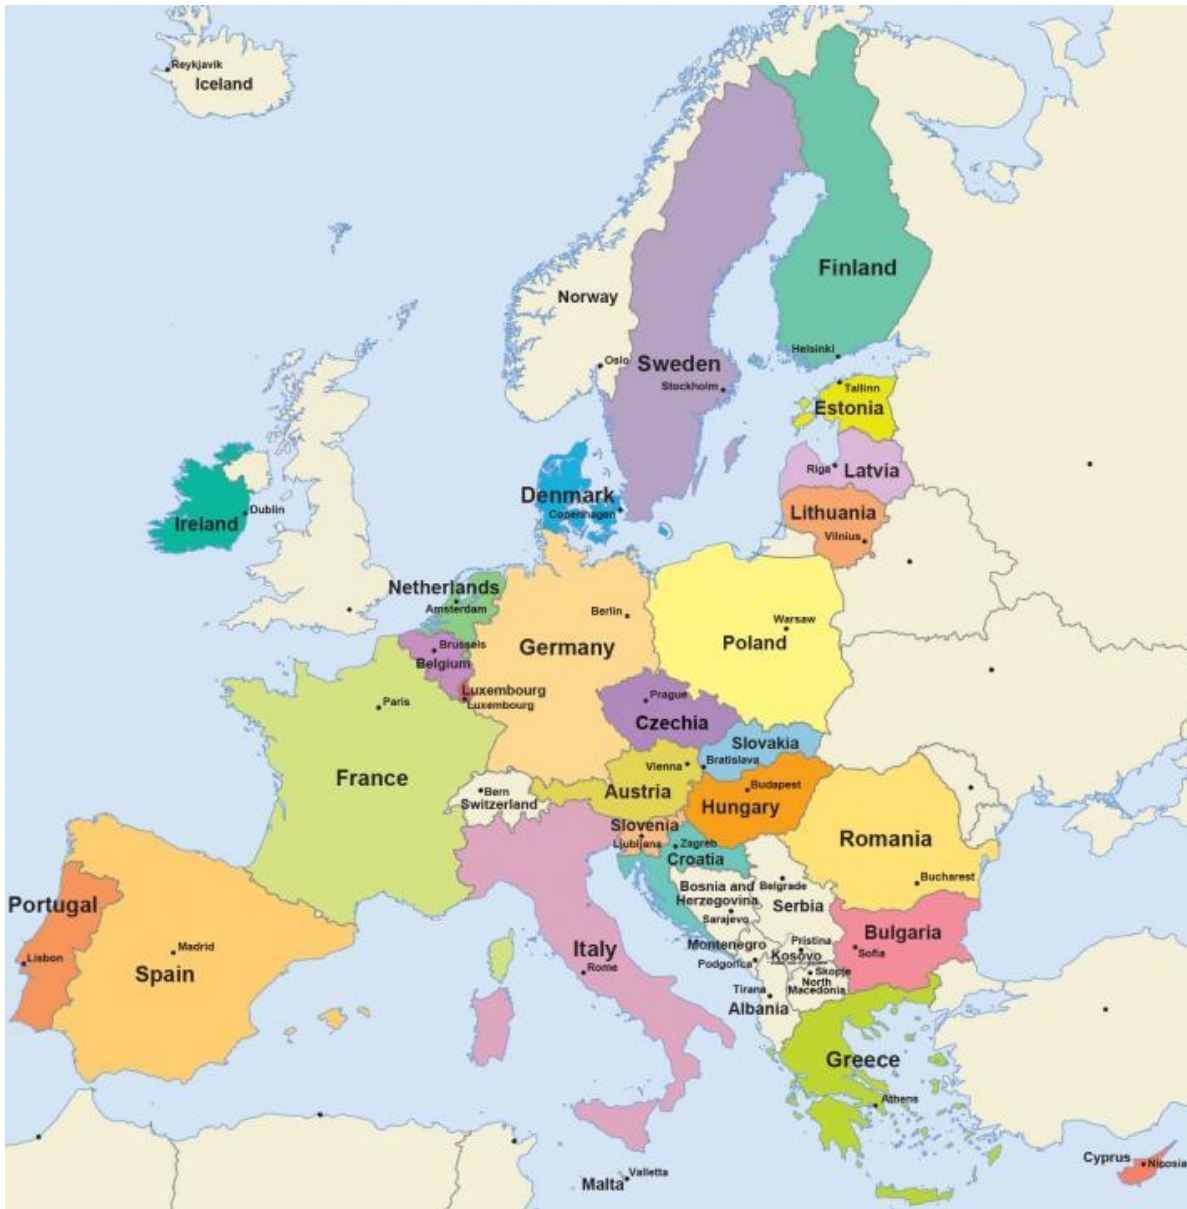 Reykjavik
Iceland
Finland
Norway
Helsinki
Oslo
Sweden
Stockholm
Tallinn
Estonia
Riga
Latvia
Denmark
Copenhagen
Lithuania
Vilnius
Dublin
Ireland
Netherlands
Amsterdam
Berlin
Warsaw
Poland
Germany
Brussels
Belgium
Luxembourg
Luxembourg
Paris
Prague
Czechia
Slovakia
Bratislava
Vienna
France
Bern
Switzerland
Austria
Budapest
Hungary
Slovenia
Ljubljana
Zagreb
Croatia
Romania
Bucharest
Bosnia and
Herzegovina
Sarajevo
Belgrade
Serbia
Portugal
Lisbon
Madrid
Spain
Italy
Rome
Montenegro
Podgorica
Pristina
Kosovo
Bulgaria
Sofia
Skopje
North
Macedonia
Tirana
Albania
Greece
Athens
Cyprus
Nicosia
Malta
Valletta